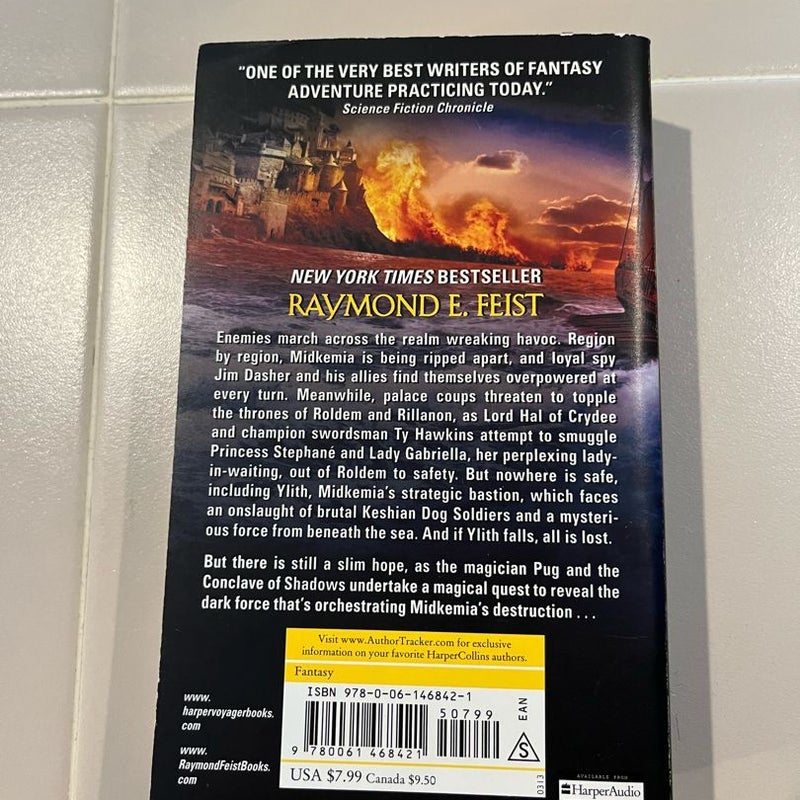 "ONE OF THE VERY BEST WRITERS OF FANTASY
ADVENTURE PRACTICING TODAY."
Science Fiction Chronicle
NEW YORK TIMES BESTSELLER
RAYMOND E. FEIST
Enemies march across the realm wreaking havoc. Region
by region, Midkemia is being ripped apart, and loyal spy
Jim Dasher and his allies find themselves overpowered at
every turn. Meanwhile, palace coups threaten to topple
the thrones of Roldem and Rillanon, as Lord Hal of Crydee
and champion swordsman Ty Hawkins attempt to smuggle
Princess Stephané and Lady Gabriella, her perplexing lady-
in-waiting, out of Roldem to safety. But nowhere is safe,
including Ylith, Midkemia's strategic bastion, which faces
an onslaught of brutal Keshian Dog Soldiers and a mysteri-
ous force from beneath the sea. And if Ylith falls, all is lost.
But there is still a slim hope, as the magician Pug and the
Conclave of Shadows undertake a magical quest to reveal the
dark force that's orchestrating Midkemia's destruction . . .
Visit www.AuthorTracker.com for exclusive
information on your favorite HarperCollins authors.
Fantasy
ISBN 978-0-06-146842-1
50799
EAN
S
9 780061 468421
USA $7.99 Canada $9.50
0313
www.
harpervoyagerbooks.
com
www.
RaymondFeistBooks.
com
AVAILABLE FROM
HarperAudio